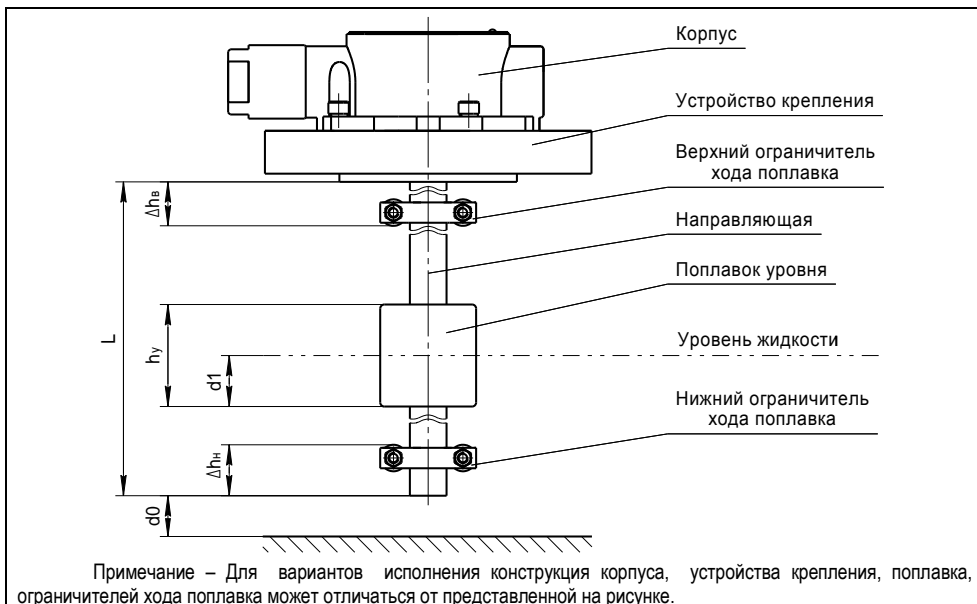 Корпус
Устройство крепления
Верхний ограничитель
хода поплавка
Δhв
Направляющая
Поплавок уровня
L
hу
Уровень жидкости
d1
Нижний ограничитель
хода поплавка
Δhн
d0
Примечание – Для вариантов исполнения конструкция корпуса, устройства крепления, поплавка,
ограничителей хода поплавка может отличаться от представленной на рисунке.